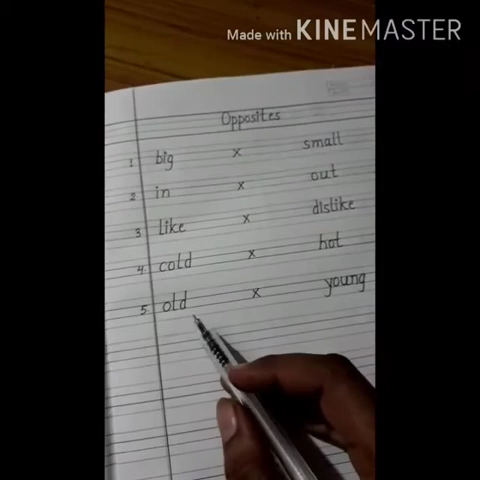 Made with KINEMASTER
Opposites
1 big x small
2 in x out
3 like x dislike
4 cold x hot
5 old x young